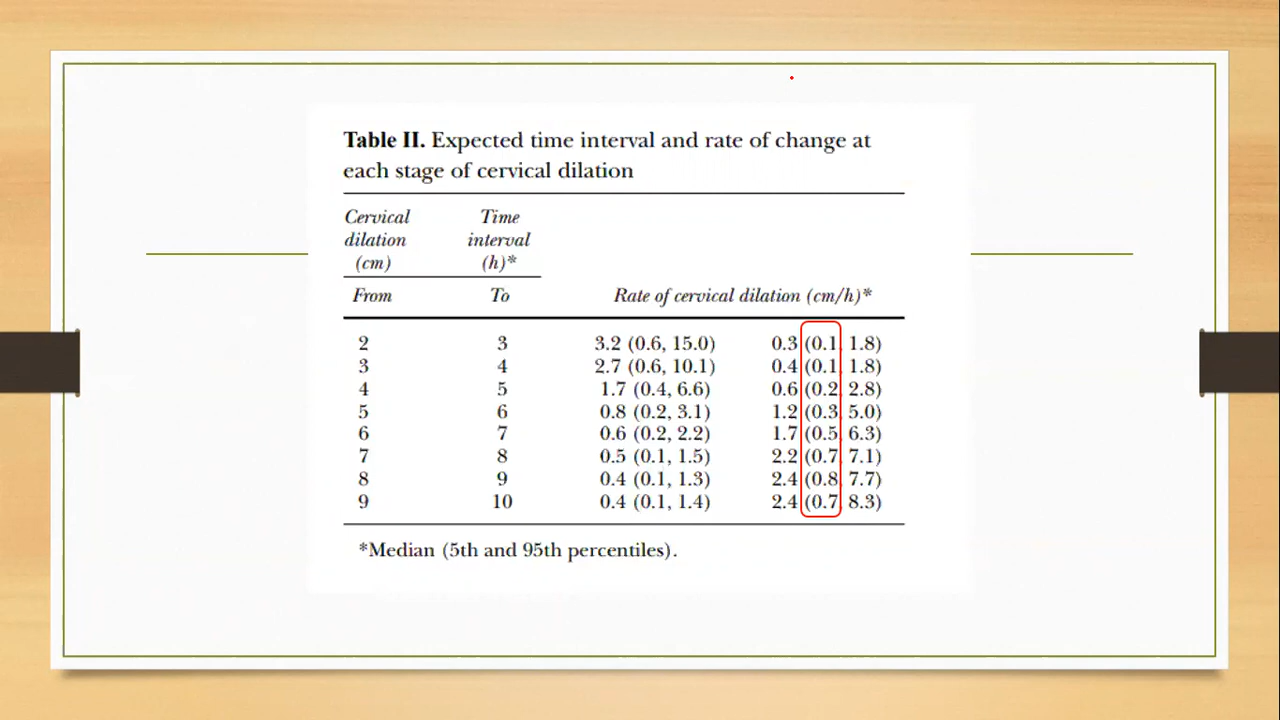 Table II. Expected time interval and rate of change at
each stage of cervical dilation
Cervical Time
dilation interval
(cm) (h)*
From To Rate of cervical dilation (cm/h)*
2 3 3.2 (0.6, 15.0) 0.3 (0.1, 1.8)
3 4 2.7 (0.6, 10.1) 0.4 (0.1, 1.8)
4 5 1.7 (0.4, 6.6) 0.6 (0.2, 2.8)
5 6 0.8 (0.2, 3.1) 1.2 (0.3, 5.0)
6 7 0.6 (0.2, 2.2) 1.7 (0.5, 6.3)
7 8 0.5 (0.1, 1.5) 2.2 (0.7, 7.1)
8 9 0.4 (0.1, 1.3) 2.4 (0.8, 7.7)
9 10 0.4 (0.1, 1.4) 2.4 (0.7, 8.3)
*Median (5th and 95th percentiles).